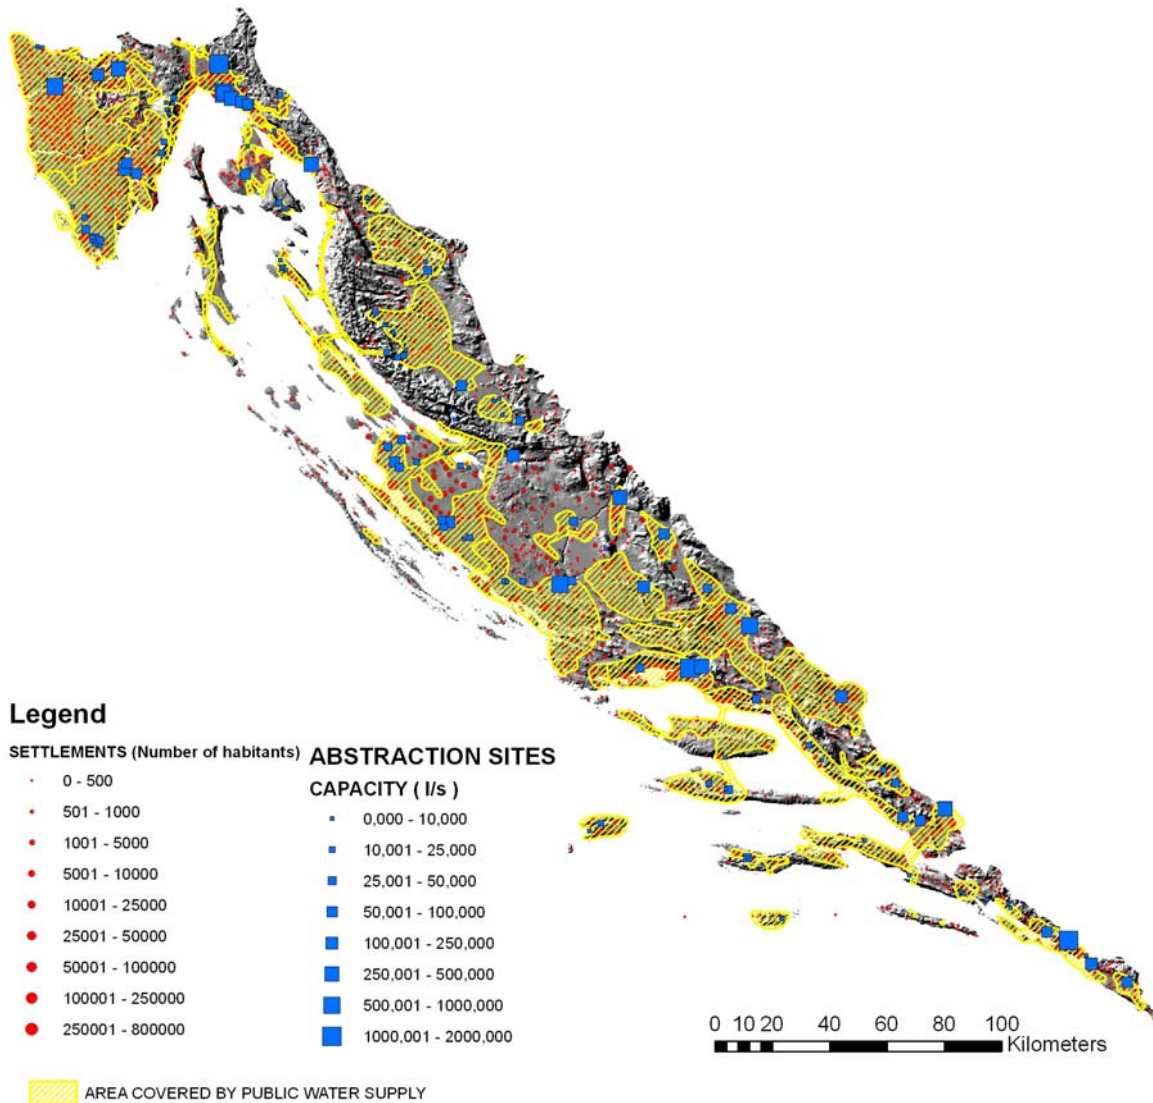 Legend
SETTLEMENTS (Number of habitants)
0 - 500
501 - 1000
1001 - 5000
5001 - 10000
10001 - 25000
25001 - 50000
50001 - 100000
100001 - 250000
250001 - 800000
ABSTRACTION SITES
CAPACITY ( l/s )
0,000 - 10,000
10,001 - 25,000
25,001 - 50,000
50,001 - 100,000
100,001 - 250,000
250,001 - 500,000
500,001 - 1000,000
1000,001 - 2000,000
AREA COVERED BY PUBLIC WATER SUPPLY
0 10 20 40 60 80 100
Kilometers